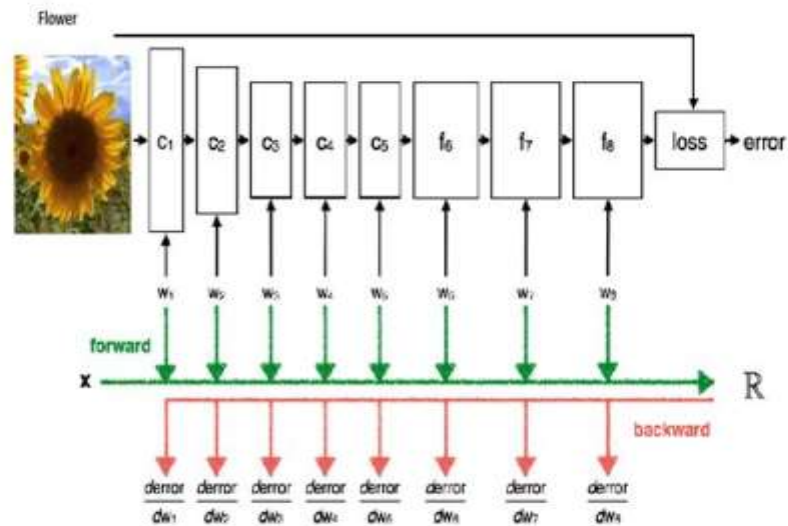 Flower
c₁ c₂ c₃ c₄ c₅ f₆ f₇ f₈ loss error
w₁ w₂ w₃ w₄ w₅ w₆ w₇ w₈
forward
x ℝ
backward
derror derror derror derror derror derror derror derror
dw₁ dw₂ dw₃ dw₄ dw₅ dw₆ dw₇ dw₈